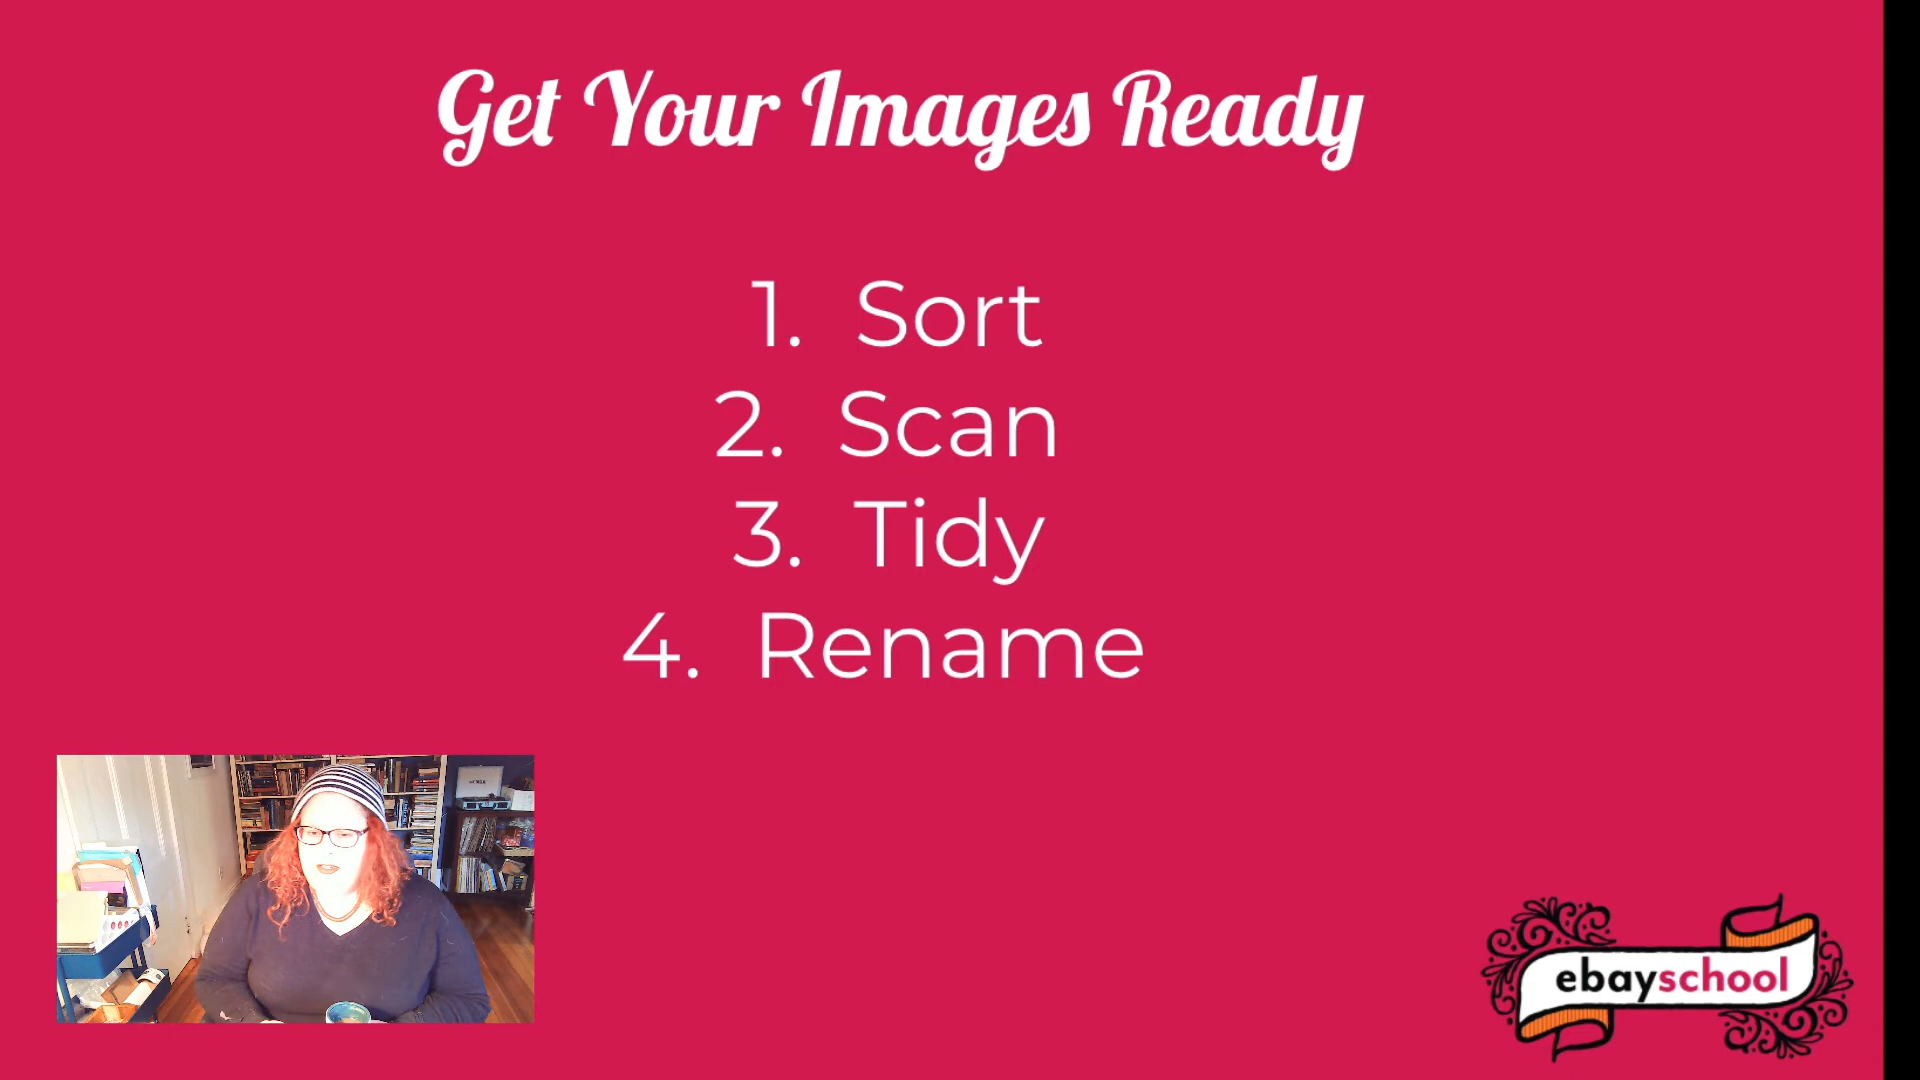 Get Your Images Ready
1. Sort
2. Scan
3. Tidy
4. Rename
ebayschool